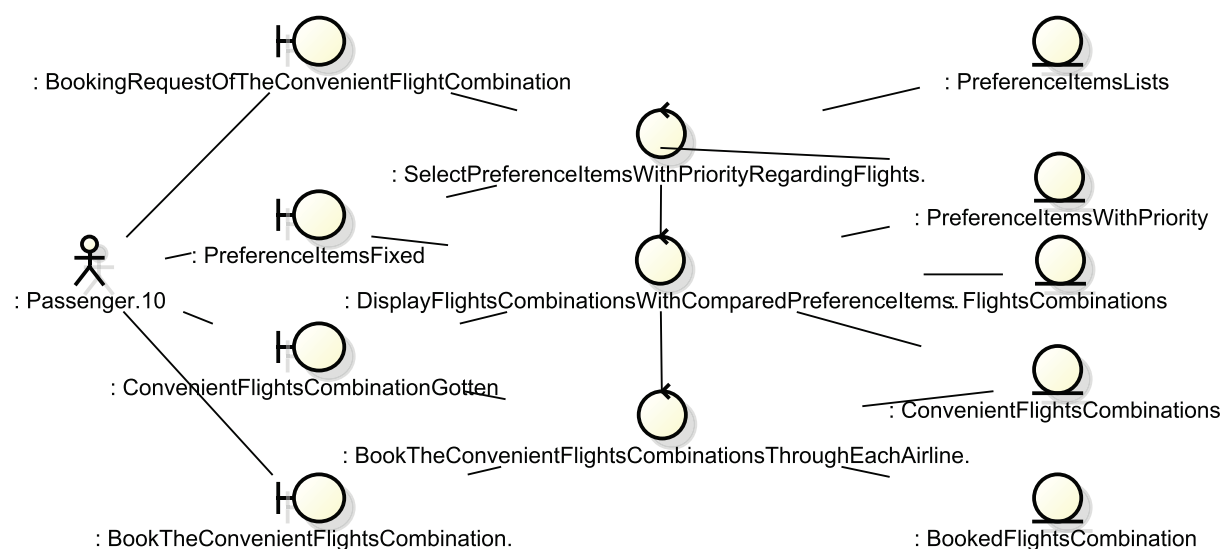 : BookingRequestOfTheConvenientFlightCombination
: PreferenceItemsLists
: SelectPreferenceItemsWithPriorityRegardingFlights.
: PreferenceItemsWithPriority
: PreferenceItemsFixed
: Passenger.10
: DisplayFlightsCombinationsWithComparedPreferenceItems.
: FlightsCombinations
: ConvenientFlightsCombinationGotten
: ConvenientFlightsCombinations
: BookTheConvenientFlightsCombinationsThroughEachAirline.
: BookTheConvenientFlightsCombination.
: BookedFlightsCombination